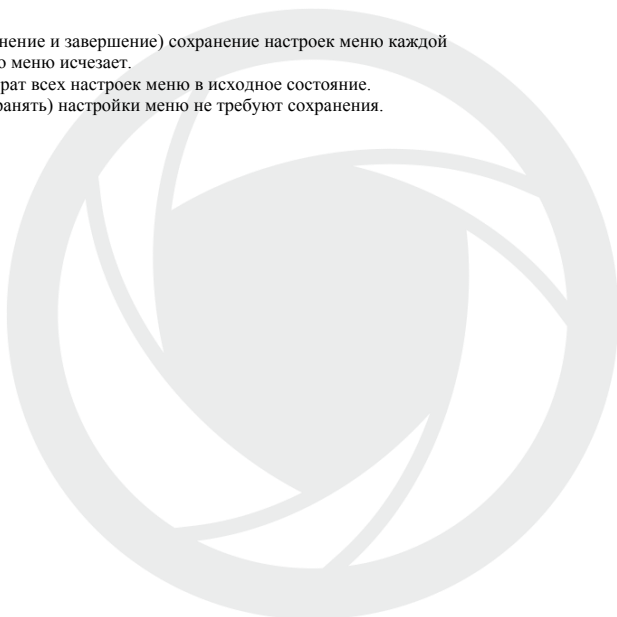 нение и завершение) сохранение настроек меню каждой
о меню исчезает.
рат всех настроек меню в исходное состояние.
ранять) настройки меню не требуют сохранения.